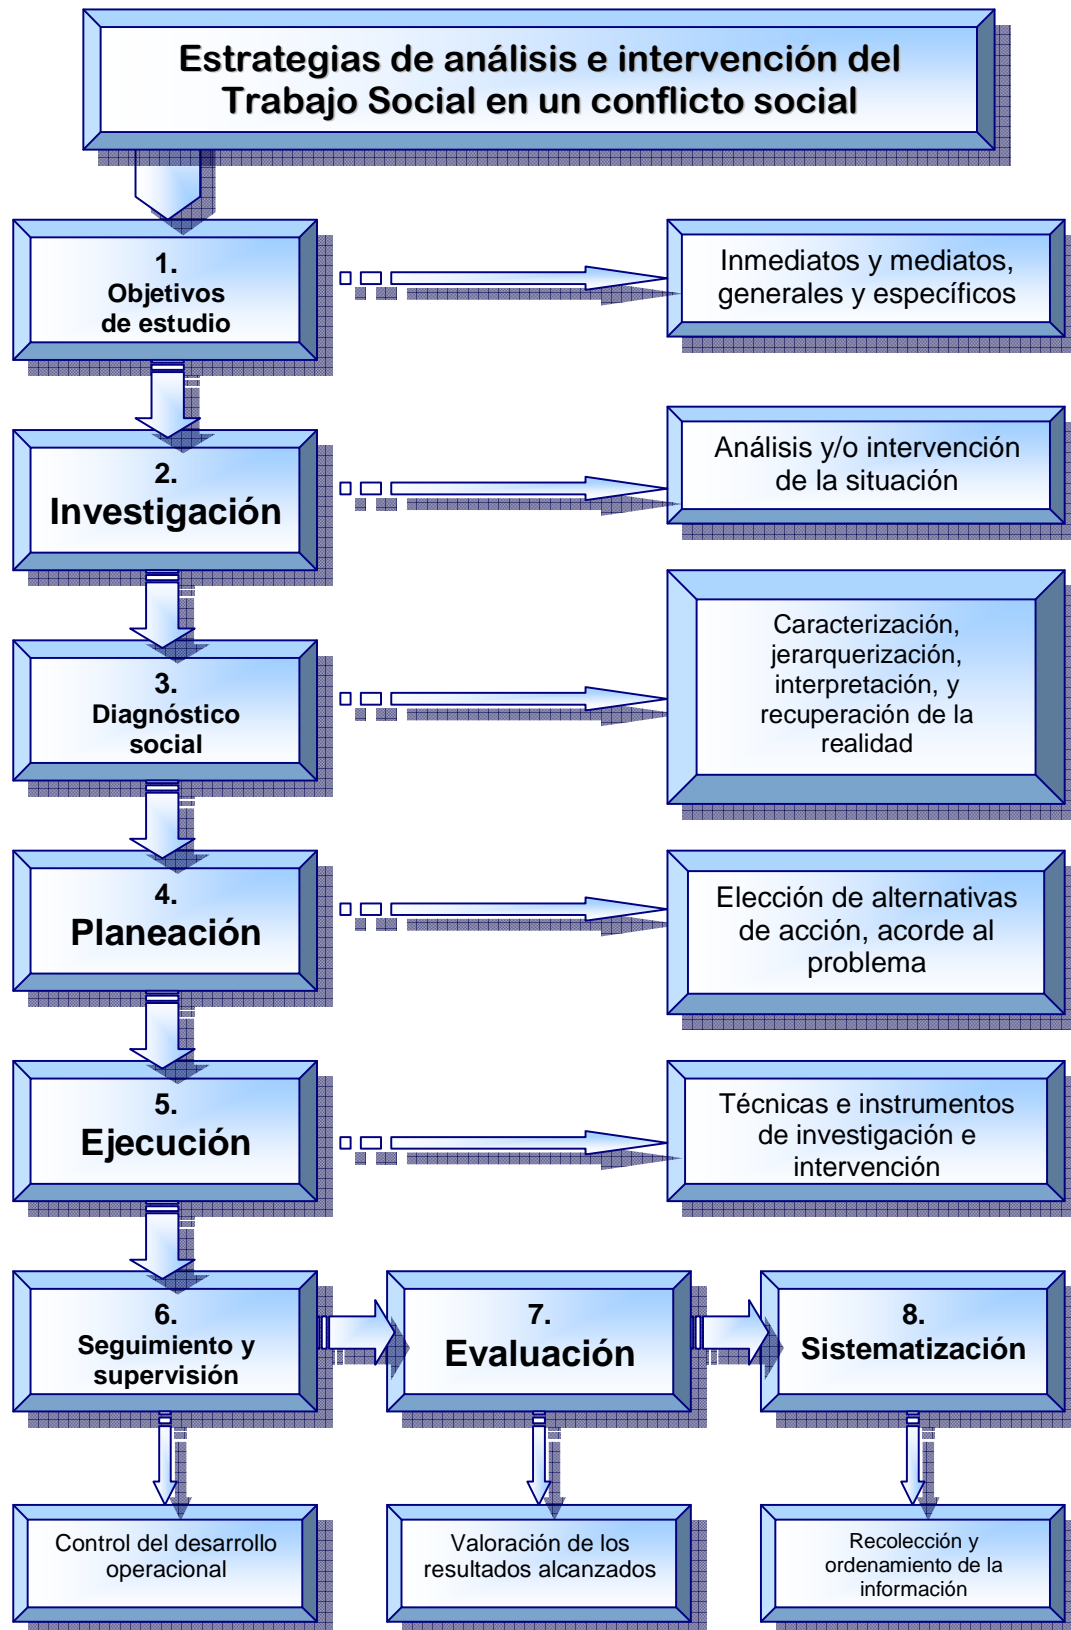 Estrategias de análisis e intervención del
Trabajo Social en un conflicto social
1.
Objetivos
de estudio
Inmediatos y mediatos,
generales y específicos
2.
Investigación
Análisis y/o intervención
de la situación
3.
Diagnóstico
social
Caracterización,
jerarquerización,
interpretación, y
recuperación de la
realidad
4.
Planeación
Elección de alternativas
de acción, acorde al
problema
5.
Ejecución
Técnicas e instrumentos
de investigación e
intervención
6.
Seguimiento y
supervisión
7.
Evaluación
8.
Sistematización
Control del desarrollo
operacional
Valoración de los
resultados alcanzados
Recolección y
ordenamiento de la
información